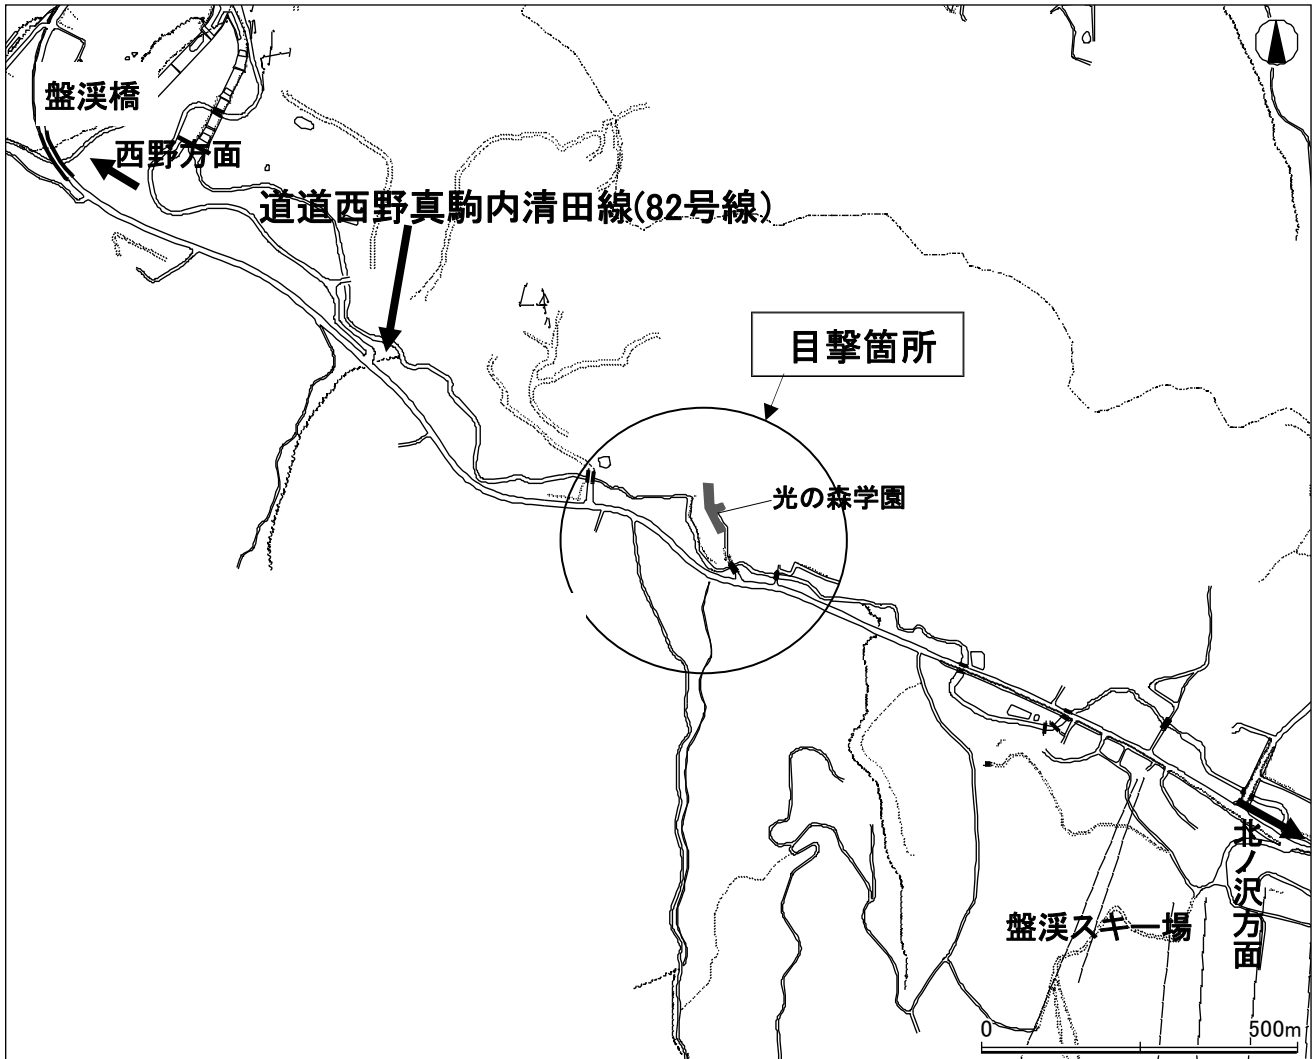 盤渓橋
西野方面
道道西野真駒内清田線(82号線)
目撃箇所
光の森学園
北ノ沢方面
盤渓スキー場
0 500m